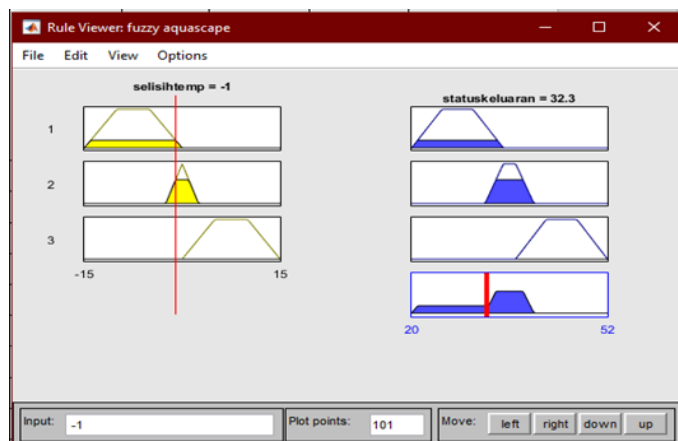 Rule Viewer: fuzzy aquascape
File Edit View Options
selisihtemp = -1
statuskeluaran = 32.3
1
2
3
-15 15
20 52
Input: -1 Plot points: 101 Move: left right down up